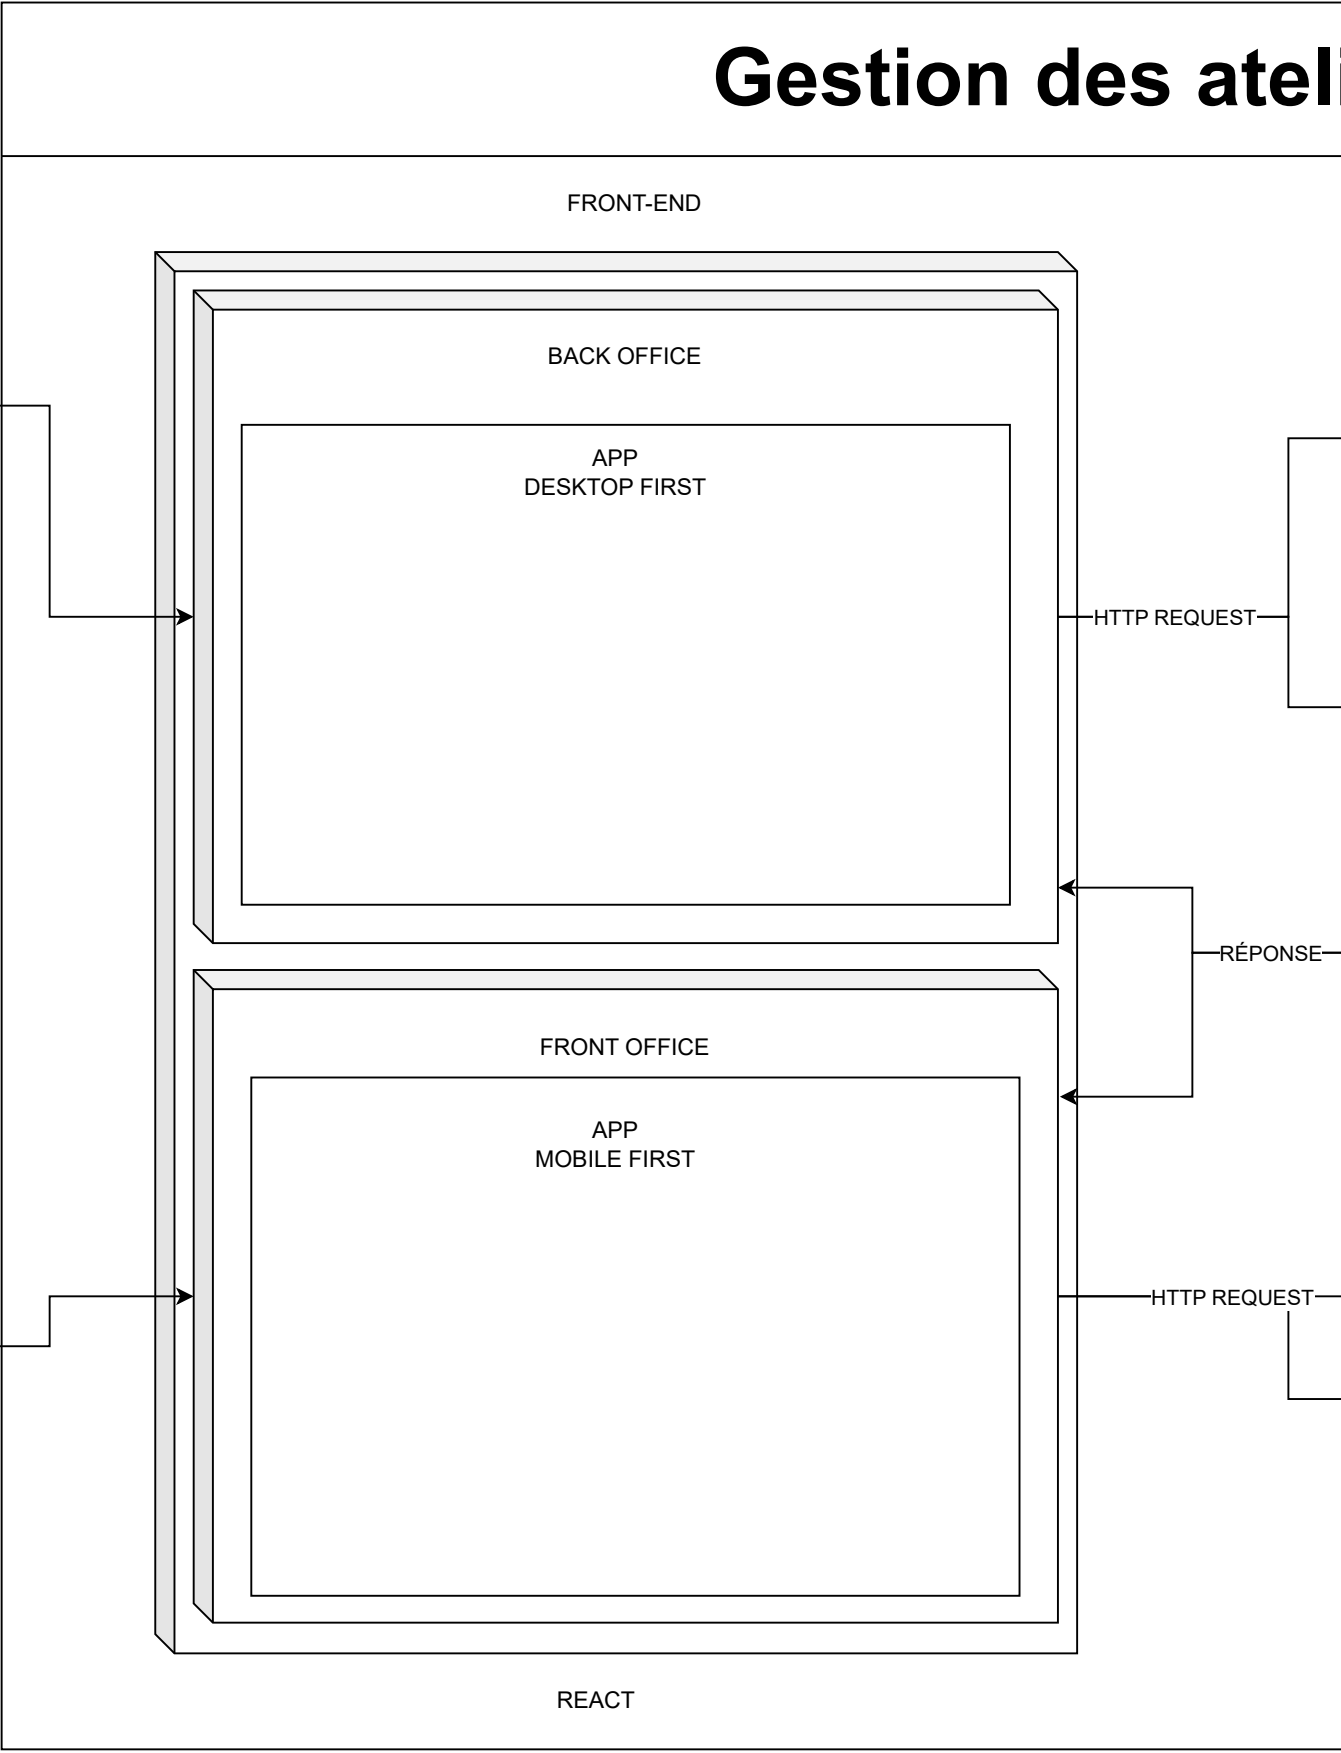 Gestion des
FRONT-END
BACK OFFICE
APP
DESKTOP FIRST
HTTP REQUEST
RÉPONSE
FRONT OFFICE
APP
MOBILE FIRST
HTTP REQUEST
REACT